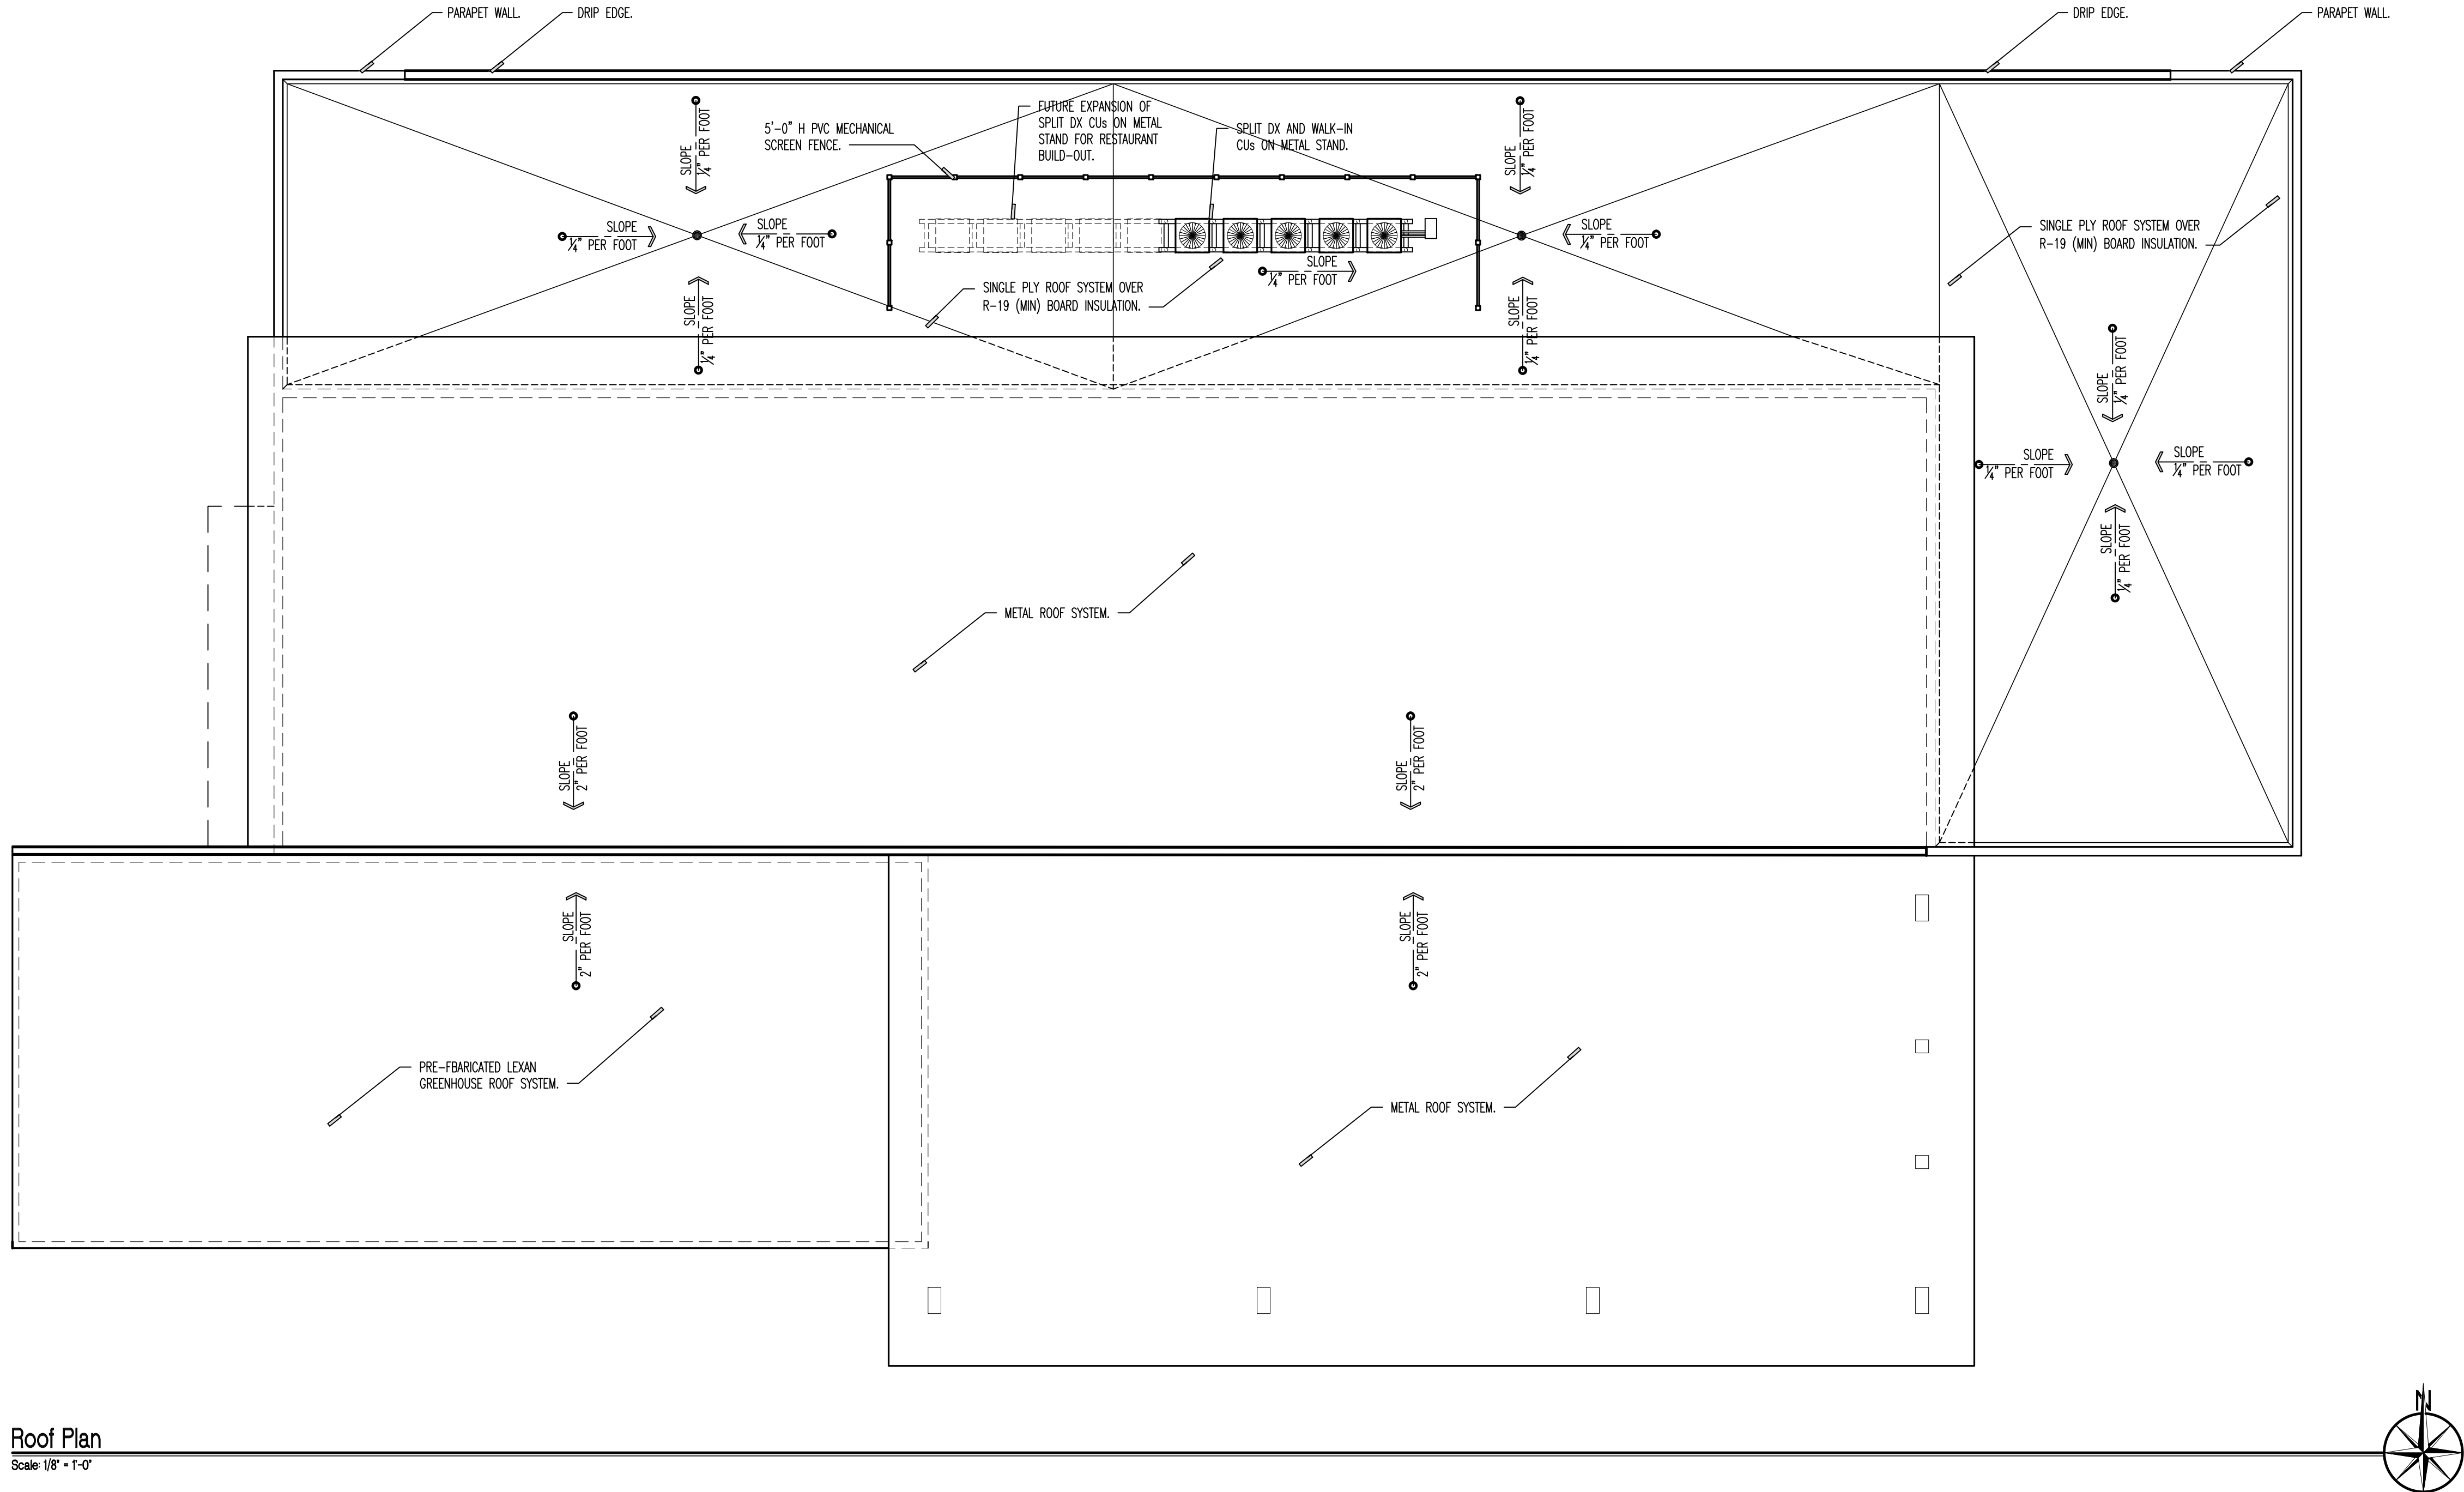 PARAPET WALL.
DRIP EDGE.
DRIP EDGE.
PARAPET WALL.
SLOPE
1/4" PER FOOT
5'-0" H PVC MECHANICAL
SCREEN FENCE.
FUTURE EXPANSION OF
SPLIT DX CUs ON METAL
STAND FOR RESTAURANT
BUILD-OUT.
SPLIT DX AND WALK-IN
CUs ON METAL STAND.
SLOPE
1/4" PER FOOT
SLOPE
1/4" PER FOOT
SLOPE
1/4" PER FOOT
SLOPE
1/4" PER FOOT
SINGLE PLY ROOF SYSTEM OVER
R-19 (MIN) BOARD INSULATION.
SLOPE
1/4" PER FOOT
SINGLE PLY ROOF SYSTEM OVER
R-19 (MIN) BOARD INSULATION.
SLOPE
1/4" PER FOOT
SLOPE
1/4" PER FOOT
SLOPE
1/4" PER FOOT
SLOPE
1/4" PER FOOT
SLOPE
1/4" PER FOOT
SLOPE
1/4" PER FOOT
METAL ROOF SYSTEM.
SLOPE
2" PER FOOT
SLOPE
2" PER FOOT
SLOPE
2" PER FOOT
SLOPE
2" PER FOOT
PRE-FBARICATED LEXAN
GREENHOUSE ROOF SYSTEM.
METAL ROOF SYSTEM.
N
Roof Plan
Scale: 1/8" = 1'-0"